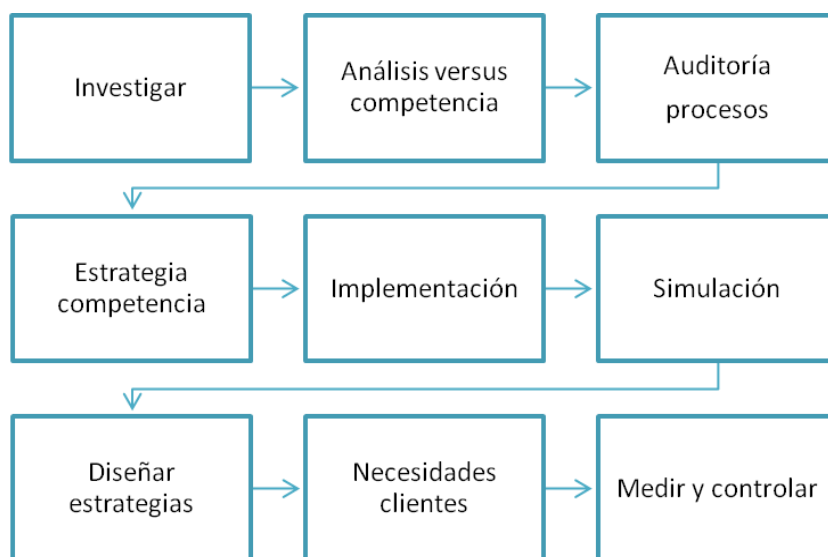 Investigar
Análisis versus
competencia
Auditoría
procesos
Estrategia
competencia
Implementación
Simulación
Diseñar
estrategias
Necesidades
clientes
Medir y controlar